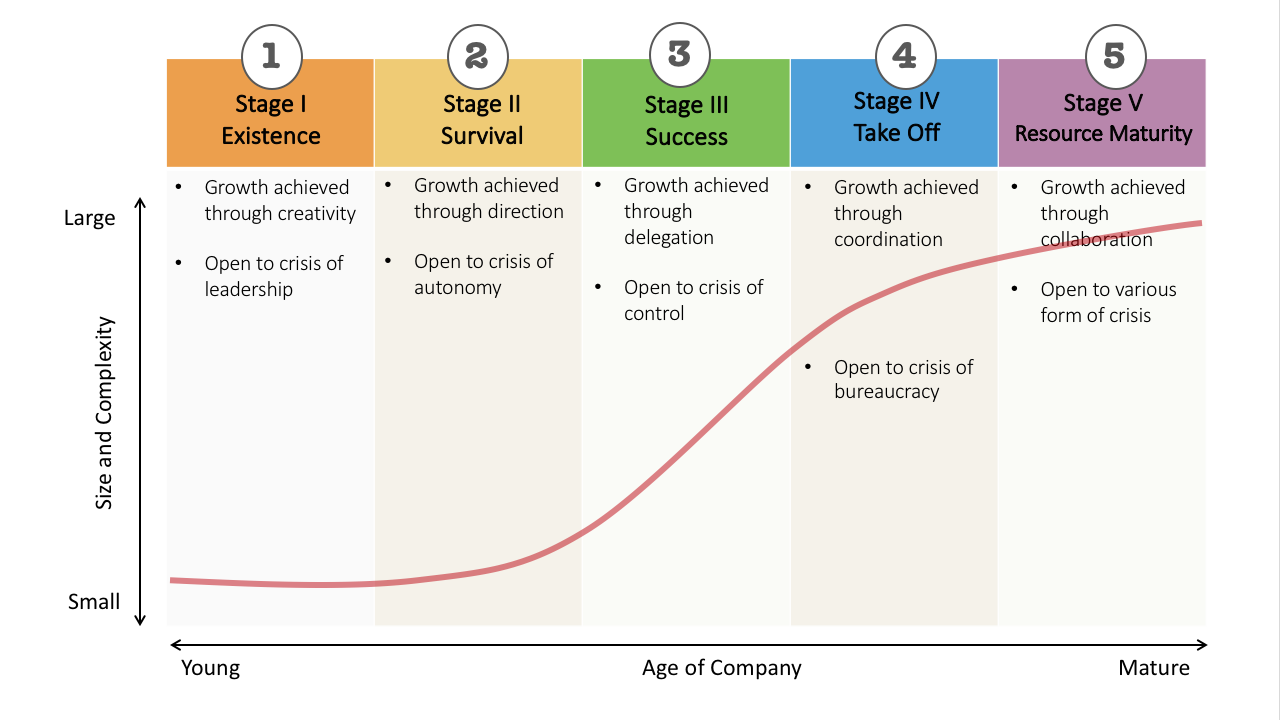 1
Stage I
Existence
2
Stage II
Survival
3
Stage III
Success
4
Stage IV
Take Off
5
Stage V
Resource Maturity
• Growth achieved
through creativity
• Open to crisis of
leadership
• Growth achieved
through direction
• Open to crisis of
autonomy
• Growth achieved
through
delegation
• Open to crisis of
control
• Growth achieved
through
coordination
• Open to crisis of
bureaucracy
• Growth achieved
through
collaboration
• Open to various
form of crisis
Large
Size and Complexity
Small
Young
Age of Company
Mature